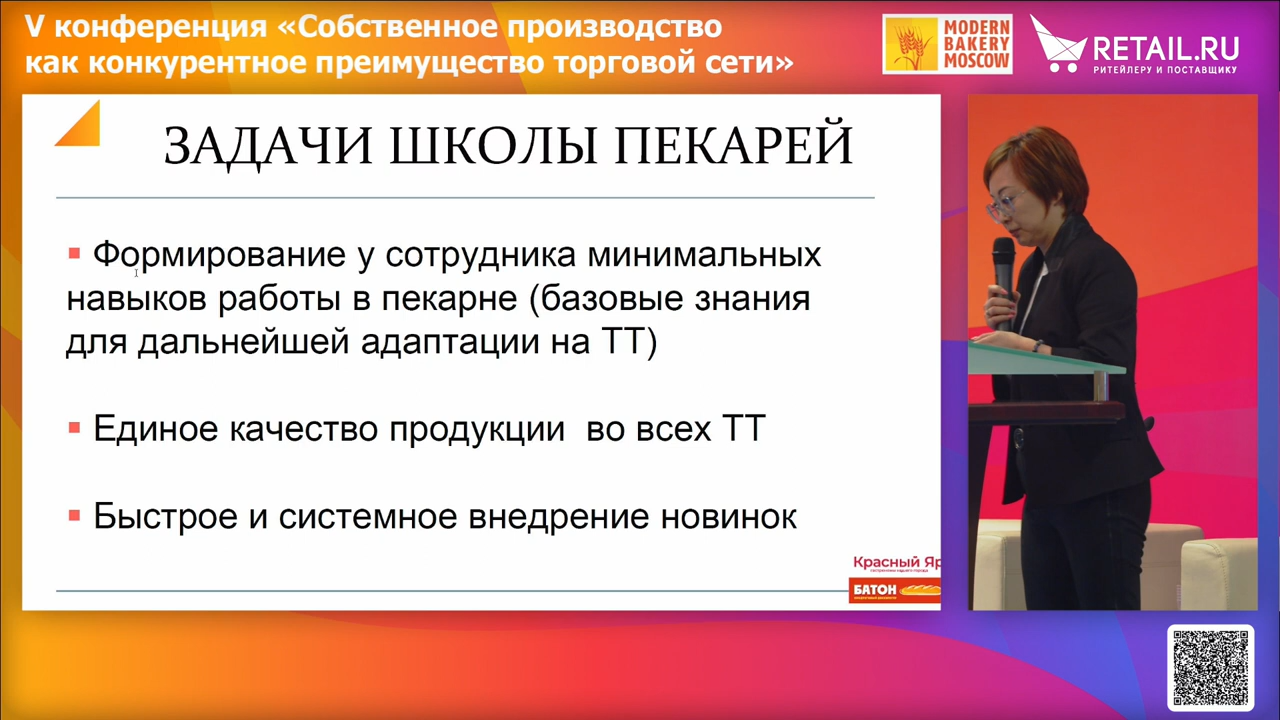 V конференция «Собственное производство
как конкурентное преимущество торговой сети»
MODERN
BAKERY
MOSCOW
RETAIL.RU
РИТЕЙЛЕРУ И ПОСТАВЩИКУ
ЗАДАЧИ ШКОЛЫ ПЕКАРЕЙ
▪ Формирование у сотрудника минимальных
навыков работы в пекарне (базовые знания
для дальнейшей адаптации на ТТ)
▪ Единое качество продукции во всех ТТ
▪ Быстрое и системное внедрение новинок
Красный Яр
БАТОН